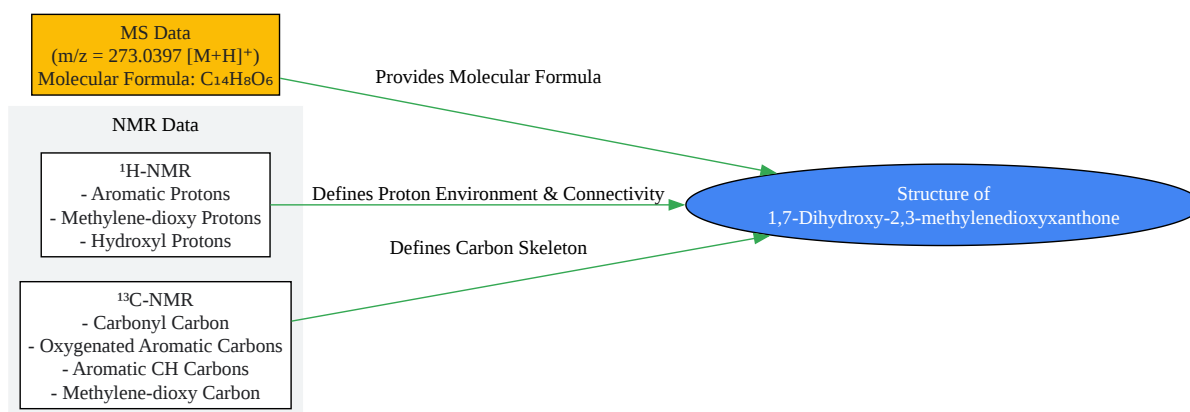 MS Data
(m/z = 273.0397 [M+H]⁺)
Molecular Formula: C₁₄H₈O₆
Provides Molecular Formula
NMR Data
¹H-NMR
- Aromatic Protons
- Methylene-dioxy Protons
- Hydroxyl Protons
Defines Proton Environment & Connectivity
Structure of
1,7-Dihydroxy-2,3-methylenedioxyxanthone
Defines Carbon Skeleton
¹³C-NMR
- Carbonyl Carbon
- Oxygenated Aromatic Carbons
- Aromatic CH Carbons
- Methylene-dioxy Carbon